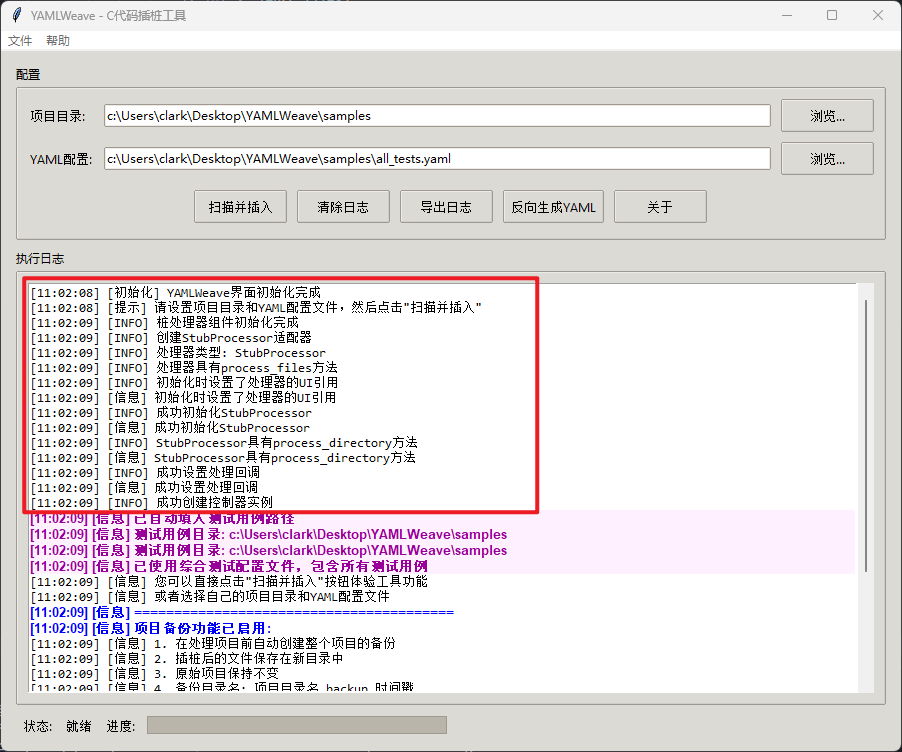 YAMLWeave - C代码插桩工具
文件 帮助
配置
项目目录: c:\Users\clark\Desktop\YAMLWeave\samples 浏览...
YAML配置: c:\Users\clark\Desktop\YAMLWeave\samples\all_tests.yaml 浏览...
扫描并插入 清除日志 导出日志 反向生成YAML 关于
执行日志
[11:02:08] [初始化] YAMLWeave界面初始化完成
[11:02:08] [提示] 请设置项目目录和YAML配置文件，然后点击"扫描并插入"
[11:02:09] [INFO] 桩处理器组件初始化完成
[11:02:09] [INFO] 创建StubProcessor适配器
[11:02:09] [INFO] 处理器类型: StubProcessor
[11:02:09] [INFO] 处理器具有process_files方法
[11:02:09] [INFO] 初始化时设置了处理器的UI引用
[11:02:09] [信息] 初始化时设置了处理器的UI引用
[11:02:09] [INFO] 成功初始化StubProcessor
[11:02:09] [信息] 成功初始化StubProcessor
[11:02:09] [INFO] StubProcessor具有process_directory方法
[11:02:09] [信息] StubProcessor具有process_directory方法
[11:02:09] [INFO] 成功设置处理回调
[11:02:09] [信息] 成功设置处理回调
[11:02:09] [INFO] 成功创建控制器实例
[11:02:09] [信息] 已自动填入测试用例路径
[11:02:09] [信息] 测试用例目录: c:\Users\clark\Desktop\YAMLWeave\samples
[11:02:09] [信息] 测试用例目录: c:\Users\clark\Desktop\YAMLWeave\samples
[11:02:09] [信息] 已使用综合测试配置文件，包含所有测试用例
[11:02:09] [信息] 您可以直接点击"扫描并插入"按钮体验工具功能
[11:02:09] [信息] 或者选择自己的项目目录和YAML配置文件
[11:02:09] [信息] ========================================
[11:02:09] [信息] 项目备份功能已启用:
[11:02:09] [信息] 1. 在处理项目前自动创建整个项目的备份
[11:02:09] [信息] 2. 插桩后的文件保存在新目录中
[11:02:09] [信息] 3. 原始项目保持不变
[11:02:09] [信息] 4. 备份目录名: 项目目录名_backup_时间戳
状态: 就绪 进度: